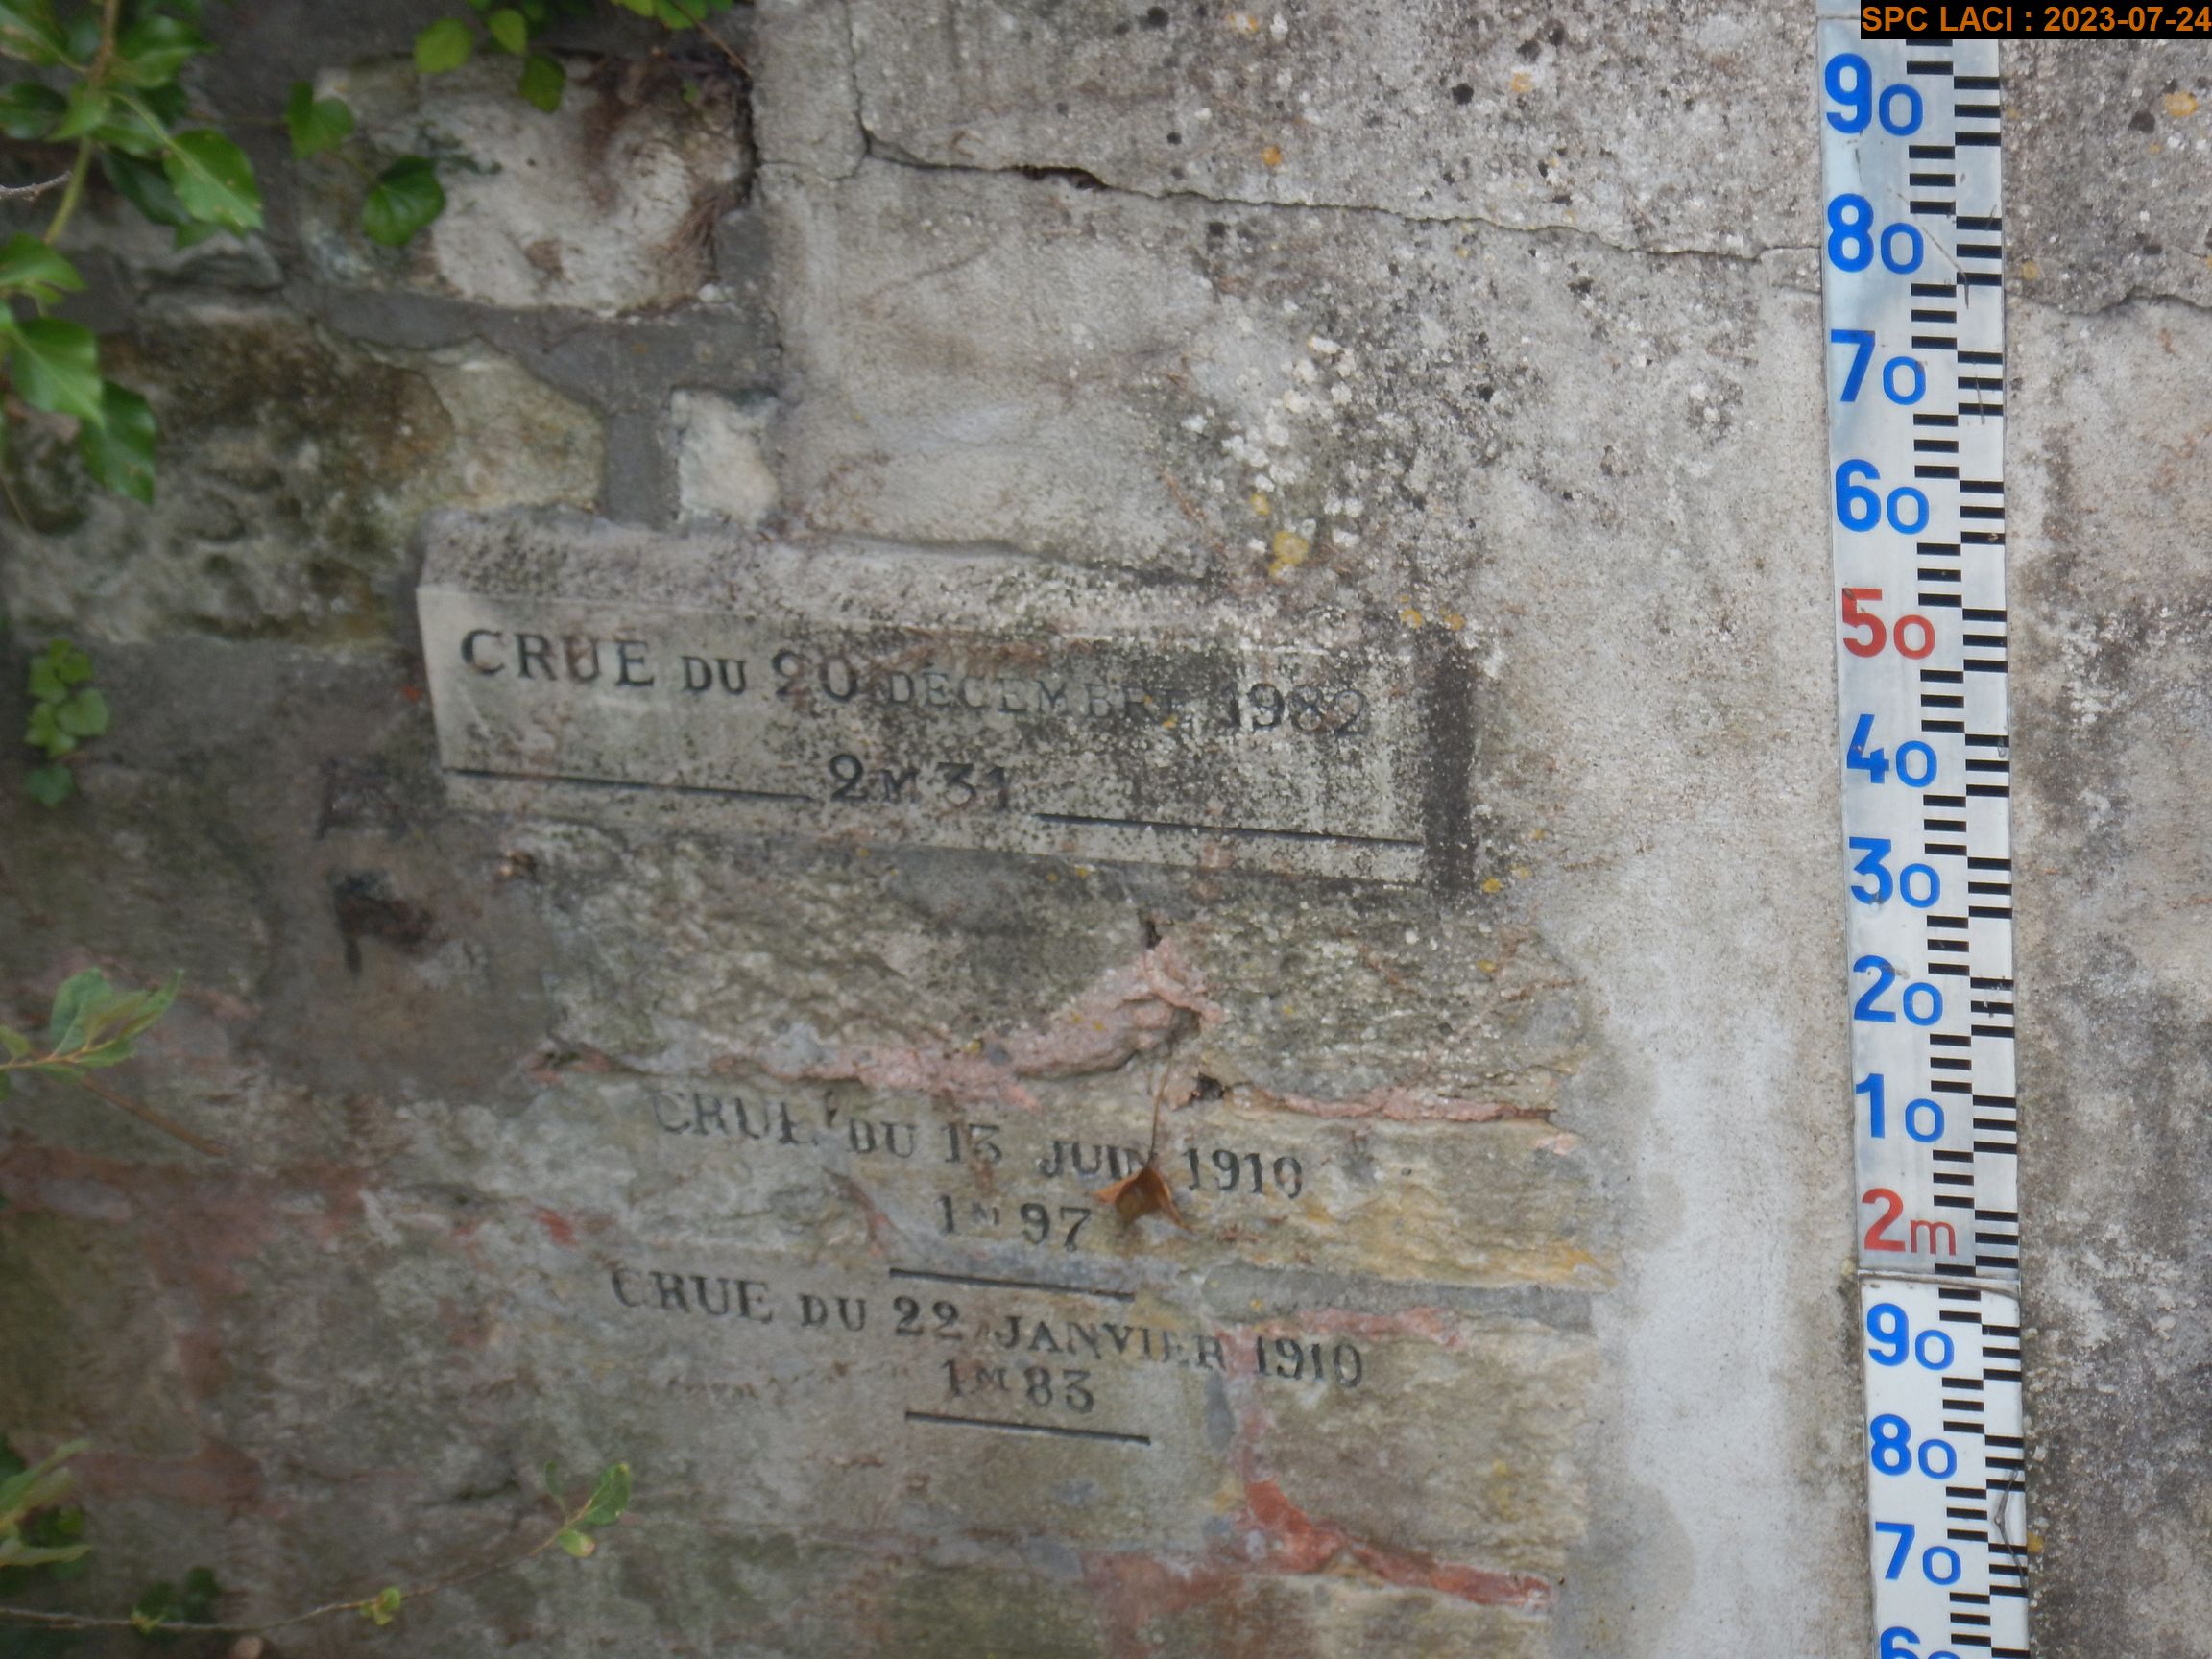 SPC LACI : 2023-07-24
CRUE DU 20 DÉCEMBRE 1982
2M31
CRUE DU 13 JUIN 1910
1M97
CRUE DU 22 JANVIER 1910
1M83
90
80
70
60
50
40
30
20
10
2m
90
80
70